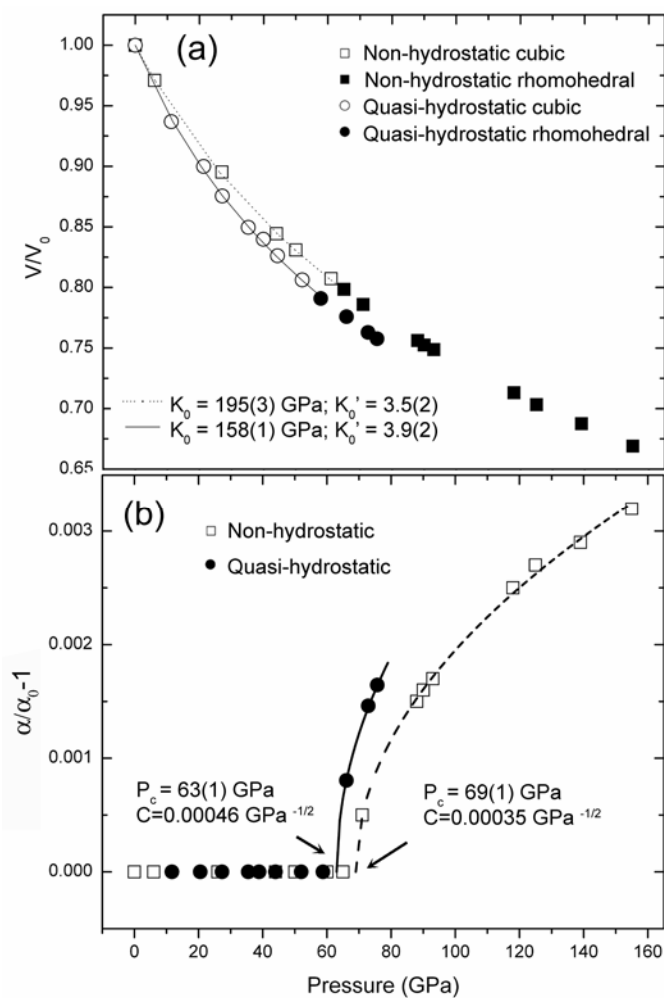 (a)
Non-hydrostatic cubic
Non-hydrostatic rhomohedral
Quasi-hydrostatic cubic
Quasi-hydrostatic rhomohedral
1.00
0.95
0.90
0.85
0.80
0.75
0.70
0.65
V/V₀
K₀ = 195(3) GPa; K₀' = 3.5(2)
K₀ = 158(1) GPa; K₀' = 3.9(2)
(b)
Non-hydrostatic
Quasi-hydrostatic
0.003
0.002
0.001
0.000
α/α₀-1
P_c = 63(1) GPa
C=0.00046 GPa ⁻¹/²
P_c = 69(1) GPa
C=0.00035 GPa ⁻¹/²
0 20 40 60 80 100 120 140 160
Pressure (GPa)